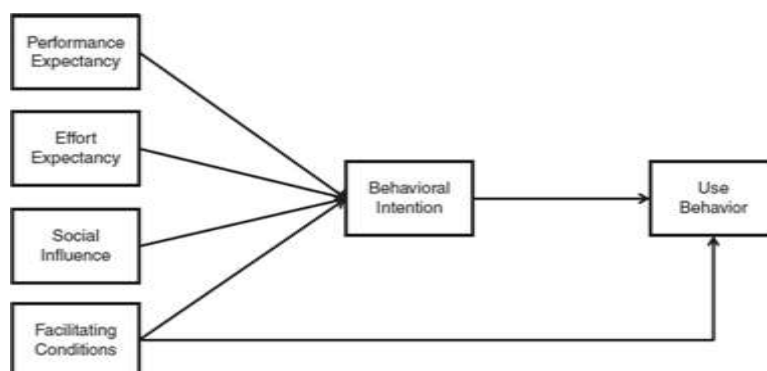 Performance
Expectancy
Effort
Expectancy
Social
Influence
Facilitating
Conditions
Behavioral
Intention
Use
Behavior